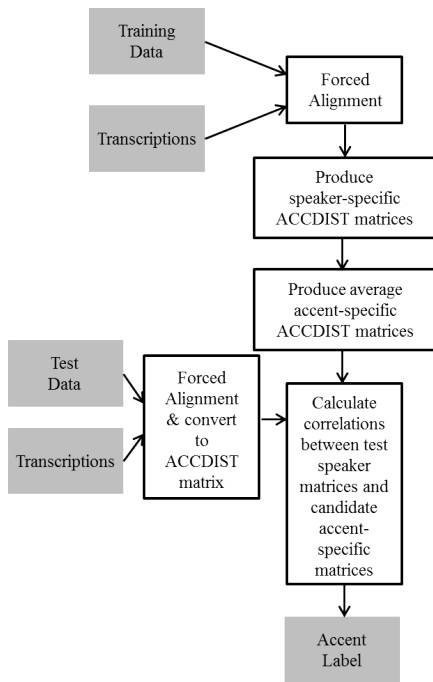 Training
Data
Forced
Alignment
Transcriptions
Produce
speaker-specific
ACCDIST matrices
Produce average
accent-specific
ACCDIST matrices
Test
Data
Transcriptions
Forced
Alignment
& convert
to
ACCDIST
matrix
Calculate
correlations
between test
speaker
matrices and
candidate
accent-
specific
matrices
Accent
Label